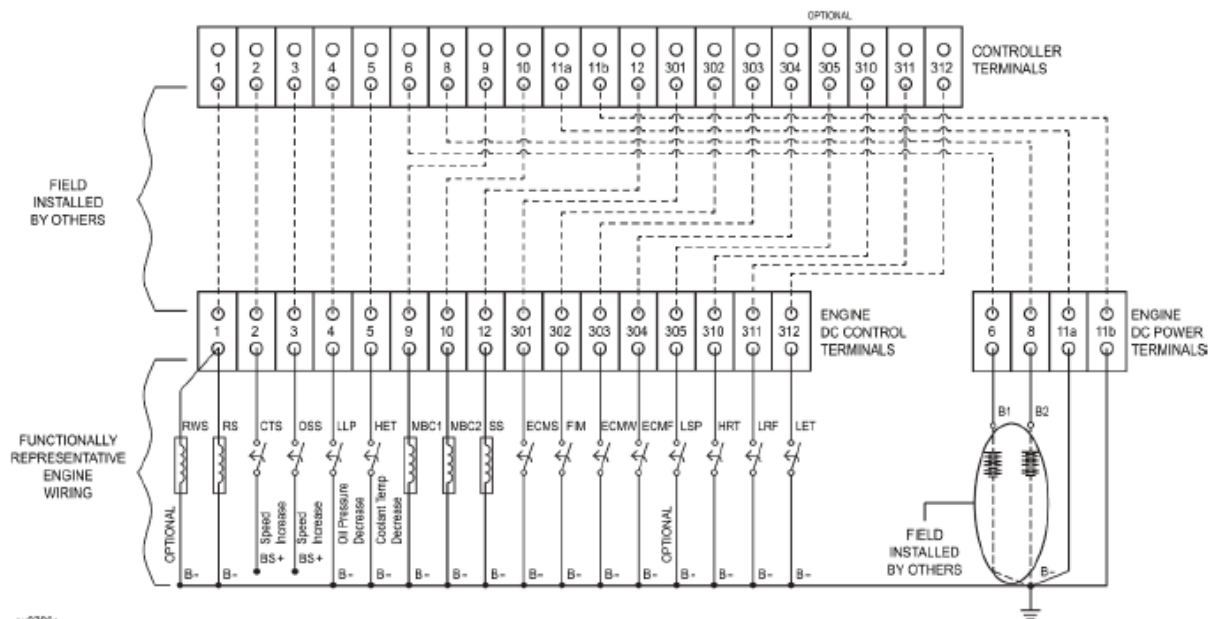 OPTIONAL
1 2 3 4 5 6 8 9 10 11a 11b 12 301 302 303 304 305 310 311 312
CONTROLLER
TERMINALS
FIELD
INSTALLED
BY OTHERS
1 2 3 4 5 9 10 12 301 302 303 304 305 310 311 312
ENGINE
DC CONTROL
TERMINALS
6 8 11a 11b
ENGINE
DC POWER
TERMINALS
FUNCTIONALLY
REPRESENTATIVE
ENGINE
WIRING
RWS RS CTS OSS LLP HET MBC1 MBC2 SS ECMS FIM ECMW ECMF LSP HRT LRF LET
B1 B2
OPTIONAL
Speed
Increase
Speed
Increase
Oil Pressure
Decrease
Coolant Temp
Decrease
OPTIONAL
BS+ BS+
FIELD
INSTALLED
BY OTHERS
B- B- B- B- B- B- B- B- B- B- B- B- B- B- B- B-